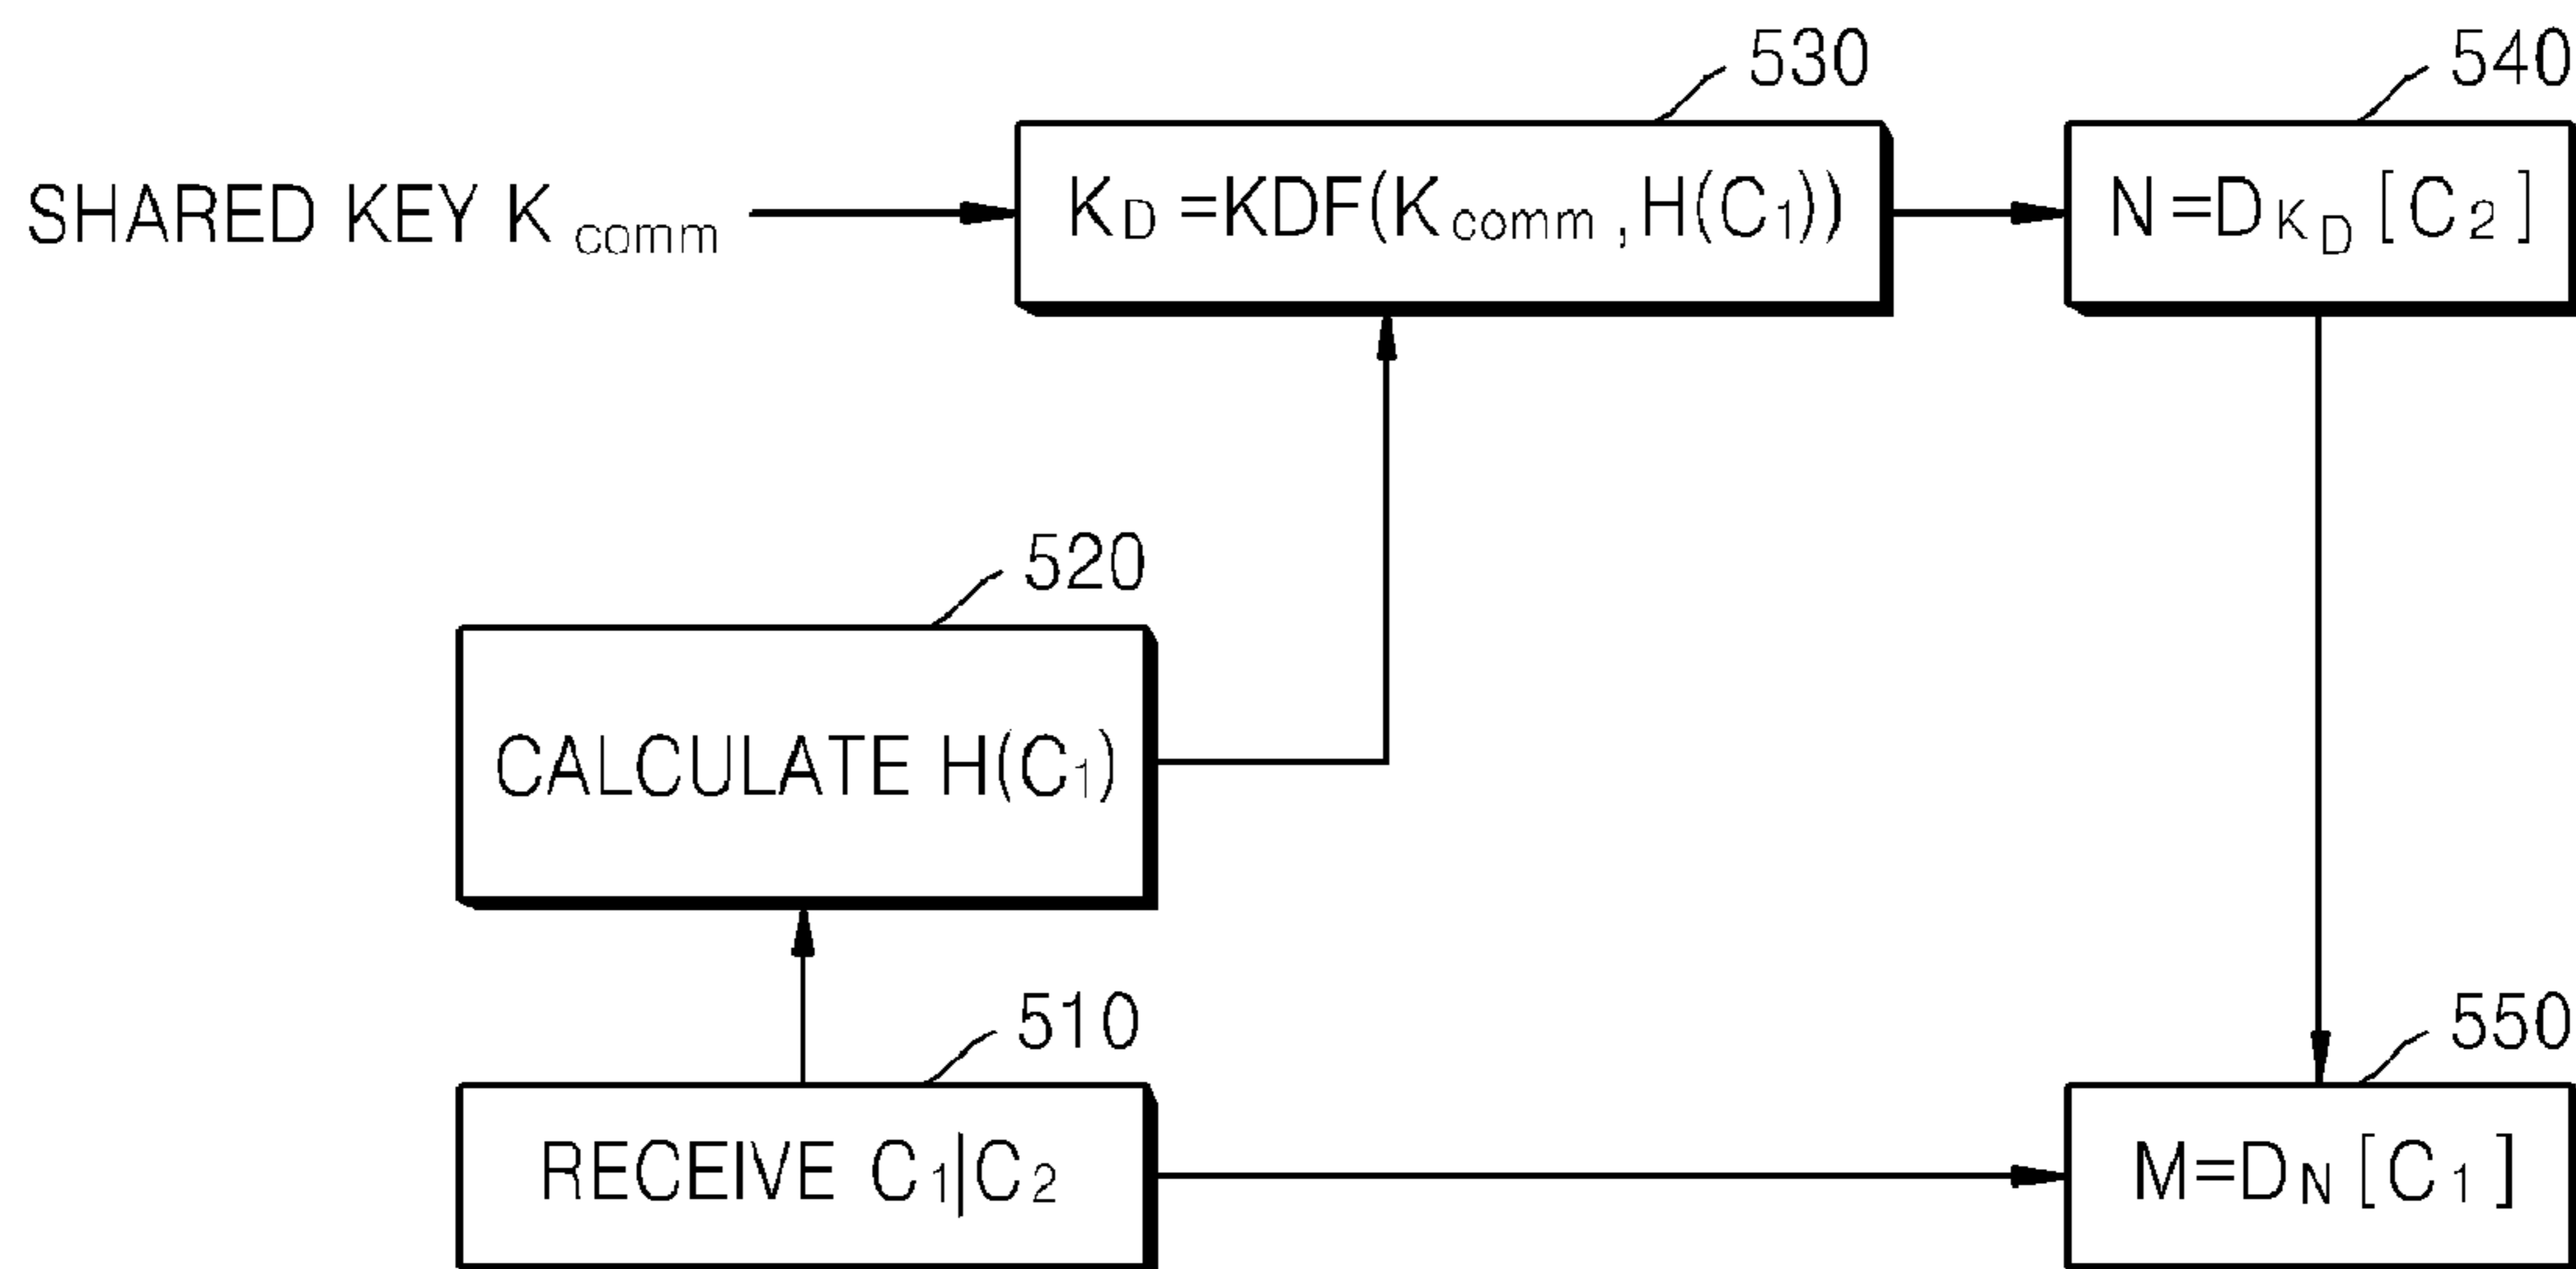 530
540
SHARED KEY K comm
K D =KDF(K comm ,H(C 1))
N=D K D [C 2]
520
CALCULATE H(C 1)
510
550
RECEIVE C 1|C 2
M=D N [C 1]